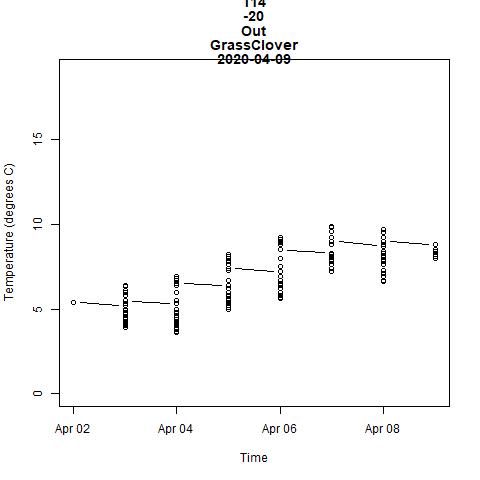 T14
-20
Out
GrassClover
2020-04-09
15
10
5
0
Temperature (degrees C)
Apr 02
Apr 04
Apr 06
Apr 08
Time